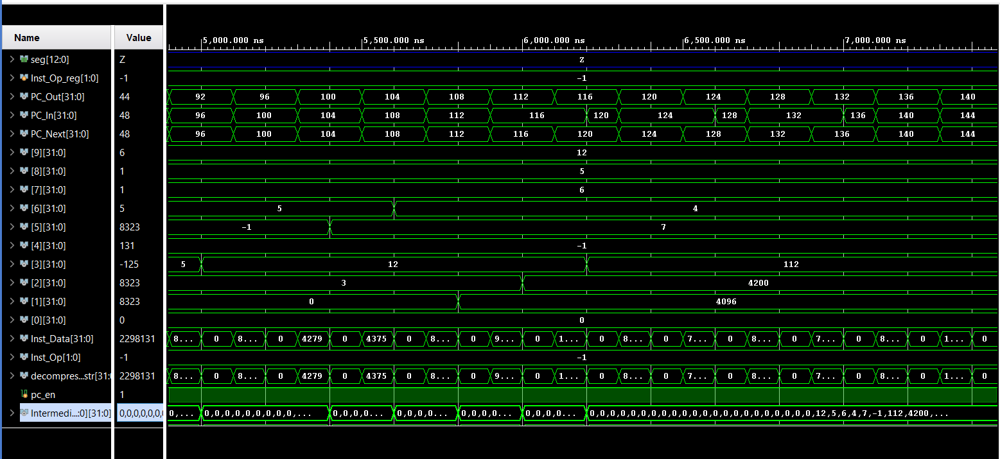 Name Value
5,000.000 ns 5,500.000 ns 6,000.000 ns 6,500.000 ns 7,000.000 ns
seg[12:0] Z Z
Inst_Op_reg[1:0] -1 -1
PC_Out[31:0] 44 92 96 100 104 108 112 116 120 124 128 132 136 140
PC_In[31:0] 48 96 100 104 108 112 116 120 124 128 132 136 140 144
PC_Next[31:0] 48 96 100 104 108 112 116 120 124 128 132 136 140 144
[9][31:0] 6 12
[8][31:0] 1 5
[7][31:0] 1 6
[6][31:0] 5 5 4
[5][31:0] 8323 -1 7
[4][31:0] 131 -1
[3][31:0] -125 5 12 112
[2][31:0] 8323 3 4200
[1][31:0] 8323 0 4096
[0][31:0] 0 0
Inst_Data[31:0] 2298131 8... 0 8... 0 4279 0 4375 0 8... 0 9... 0 1... 0 8... 0 7... 0 8... 0 7... 0 8... 0 1... 0
Inst_Op[1:0] -1 -1
decompres...str[31:0 2298131 8... 0 8... 0 4279 0 4375 0 8... 0 9... 0 1... 0 8... 0 7... 0 8... 0 7... 0 8... 0 1... 0
pc_en 1
Intermedi...:0][31:0] 0,0,0,0,0,0,0 0,... 0,0,0,0,0,0,0,0,0,... 0,0,0,0... 0,0,0,0... 0,0,0,0... 0,0,0,0... 0,0,0,0,0,0,0,0,0,0,0,0,0,0,0,0,0,0,0,0,0,0,12,5,6,4,7,-1,112,4200,...